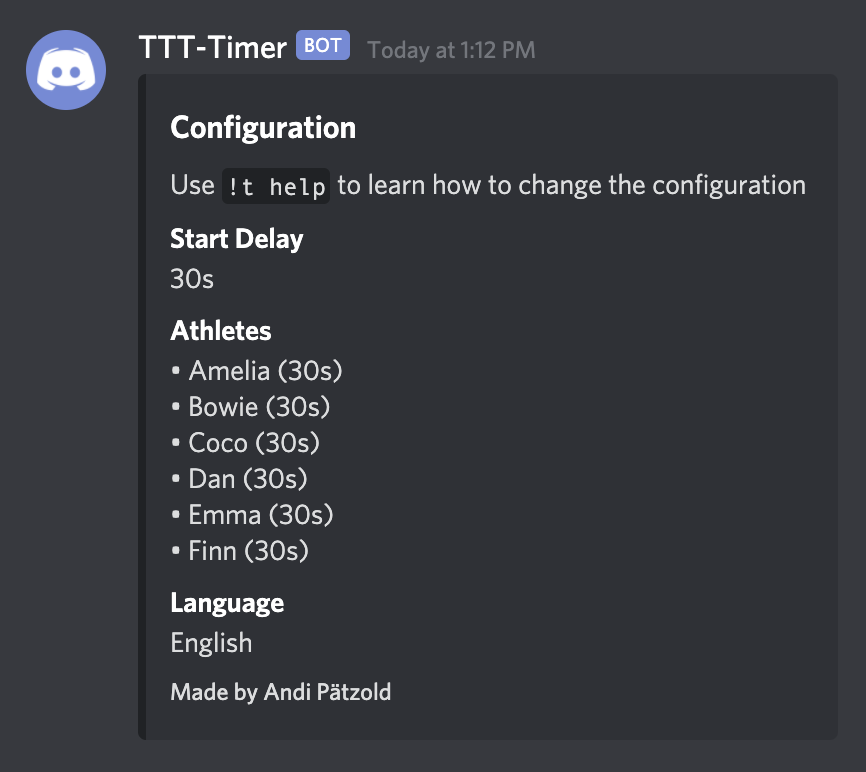 TTT-Timer BOT Today at 1:12 PM
Configuration
Use !t help to learn how to change the configuration
Start Delay
30s
Athletes
• Amelia (30s)
• Bowie (30s)
• Coco (30s)
• Dan (30s)
• Emma (30s)
• Finn (30s)
Language
English
Made by Andi Pätzold